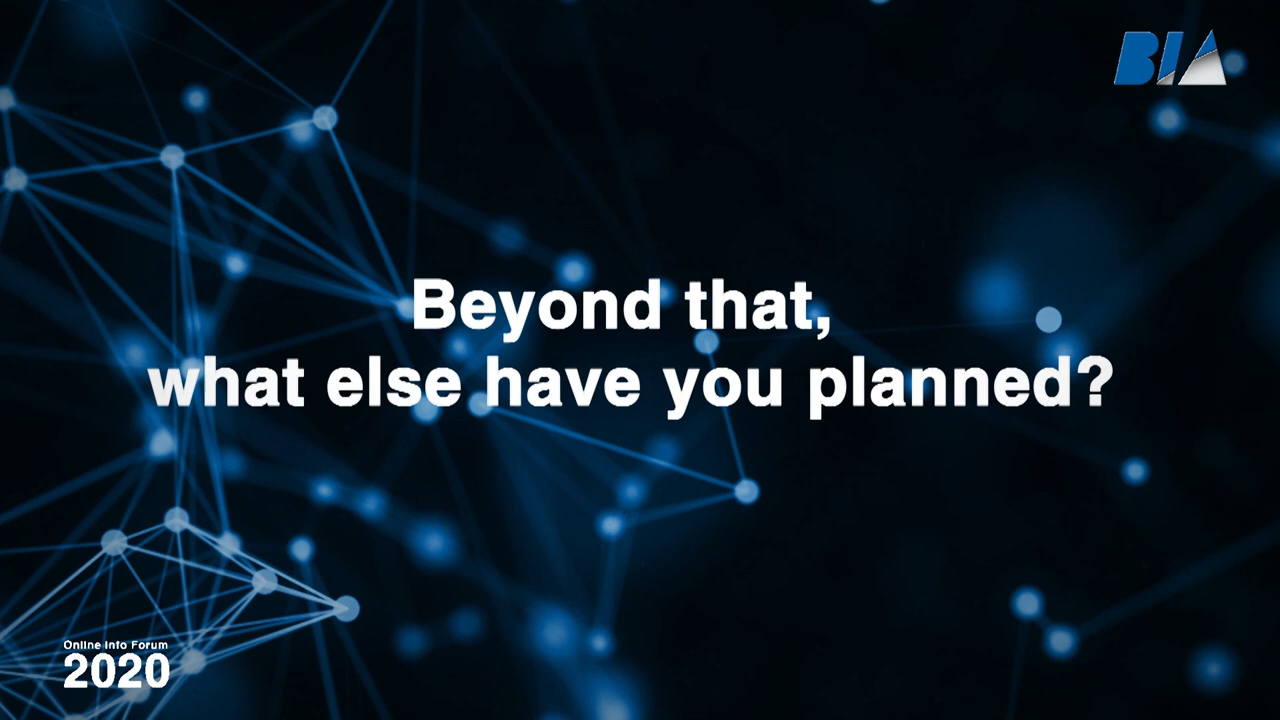 BIA
Beyond that,
what else have you planned?
Online Info Forum
2020